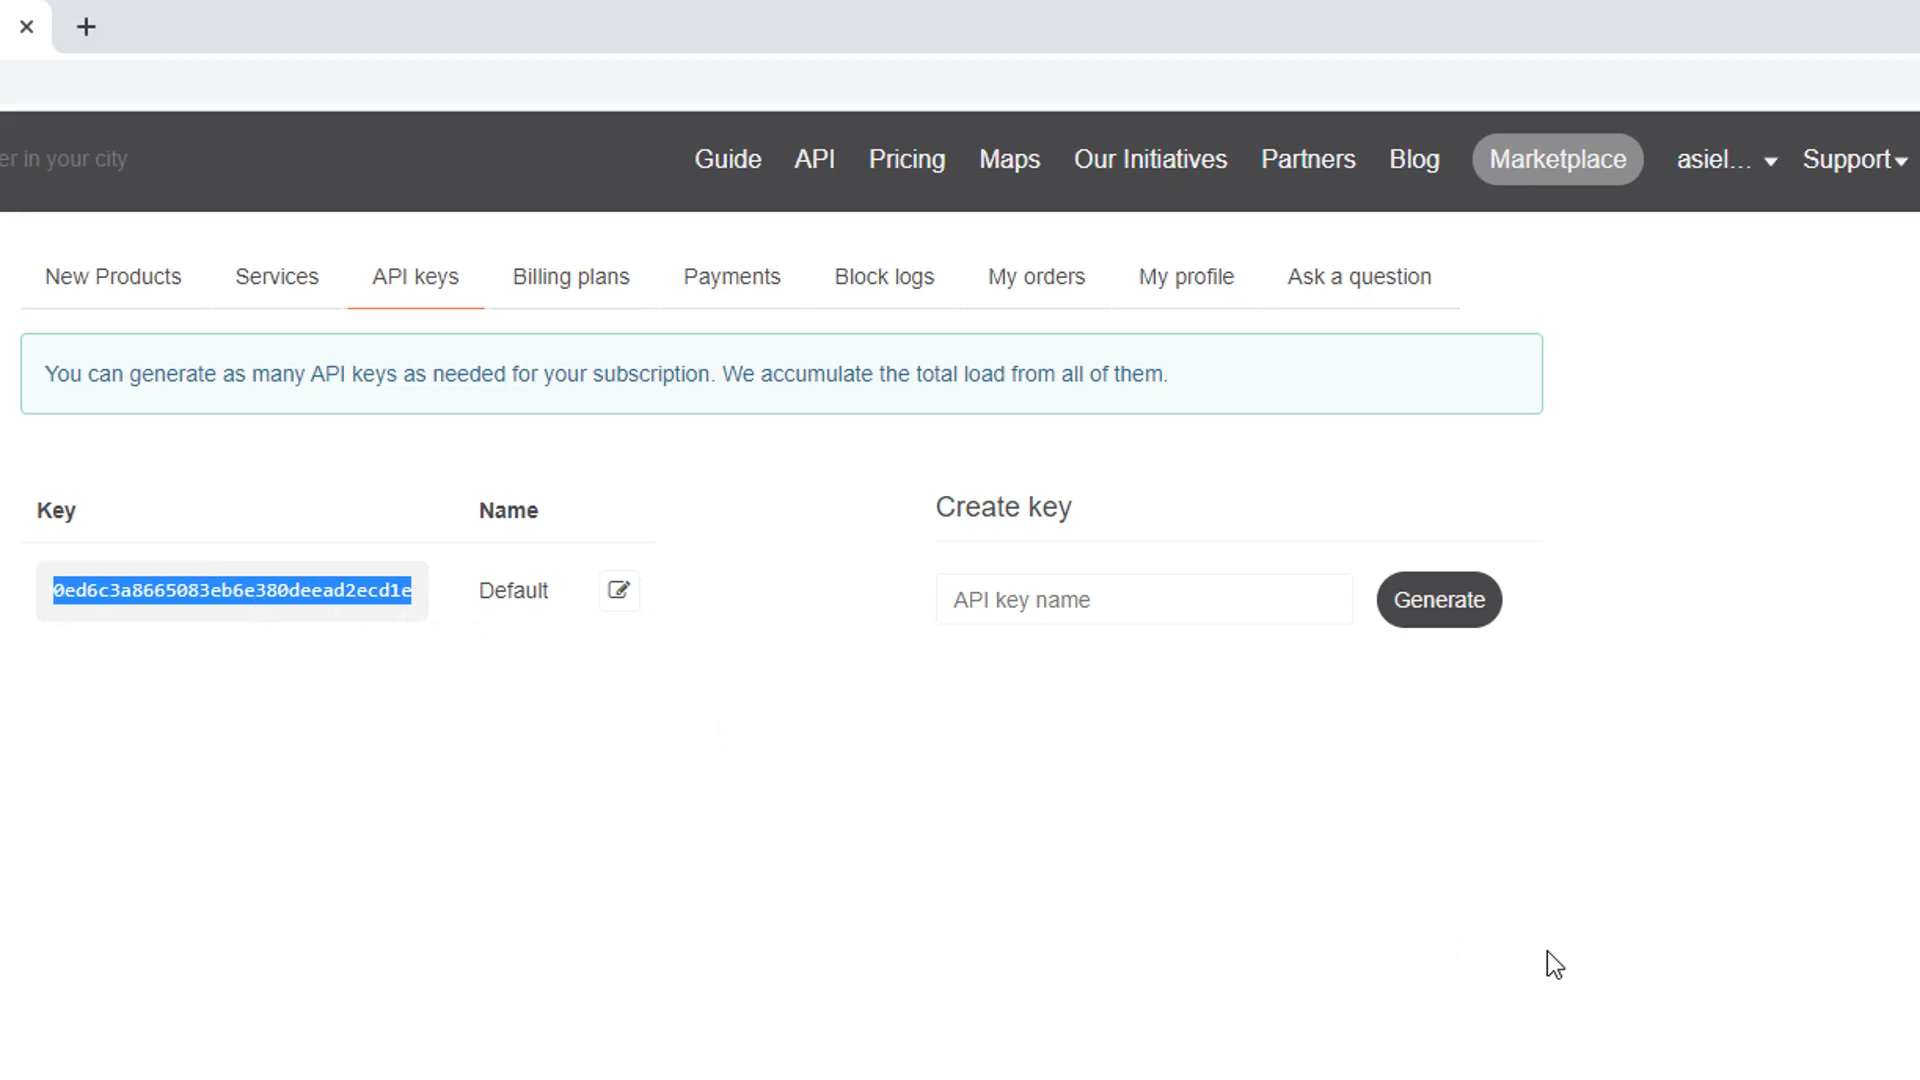 er in your city
Guide API Pricing Maps Our Initiatives Partners Blog Marketplace asiel... Support
New Products Services API keys Billing plans Payments Block logs My orders My profile Ask a question
You can generate as many API keys as needed for your subscription. We accumulate the total load from all of them.
Key Name
0ed6c3a8665083eb6e380deead2ecd1e Default
Create key
API key name Generate